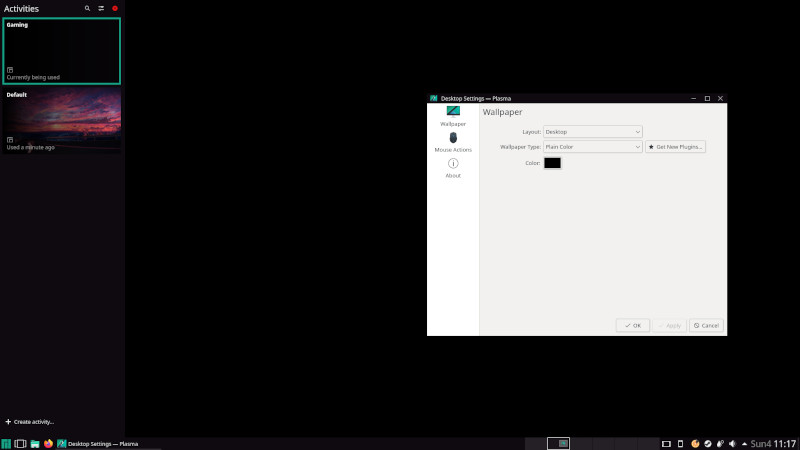 Activities
Gaming
Currently being used
Default
Used a minute ago
Create activity...
Desktop Settings — Plasma
Wallpaper
Mouse Actions
About
Wallpaper
Layout: Desktop
Wallpaper Type: Plain Color Get New Plugins...
Color:
OK Apply Cancel
Desktop Settings — Plasma
Sun4 11:17